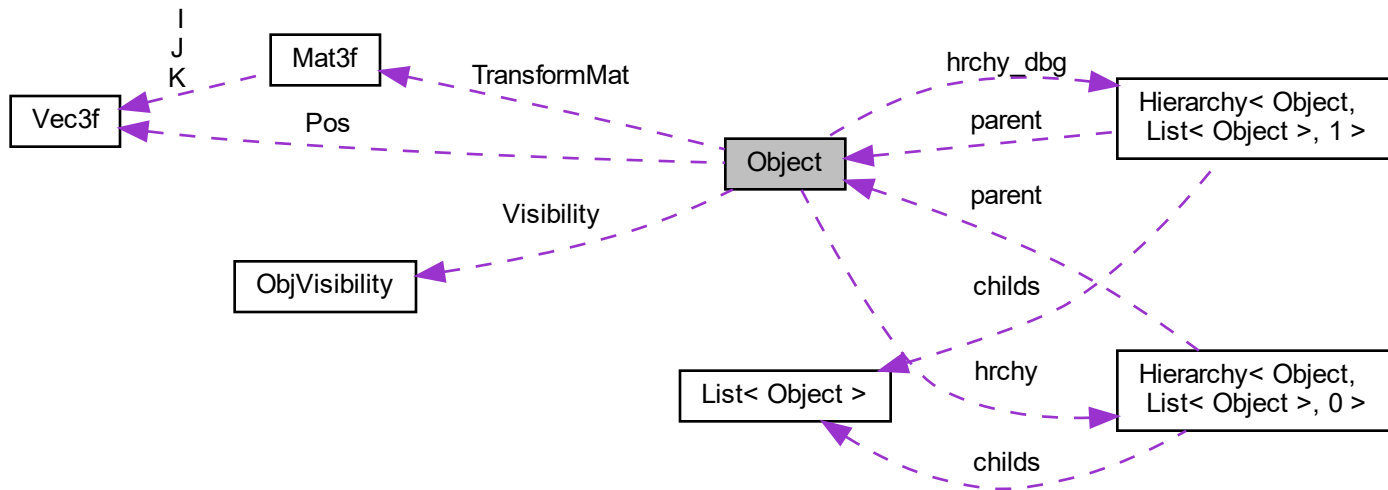 I
J
K
Mat3f
Vec3f
TransformMat
Pos
Object
hrchy_dbg
parent
Hierarchy< Object,
List< Object >, 1 >
parent
Visibility
ObjVisibility
childs
List< Object >
hrchy
Hierarchy< Object,
List< Object >, 0 >
childs